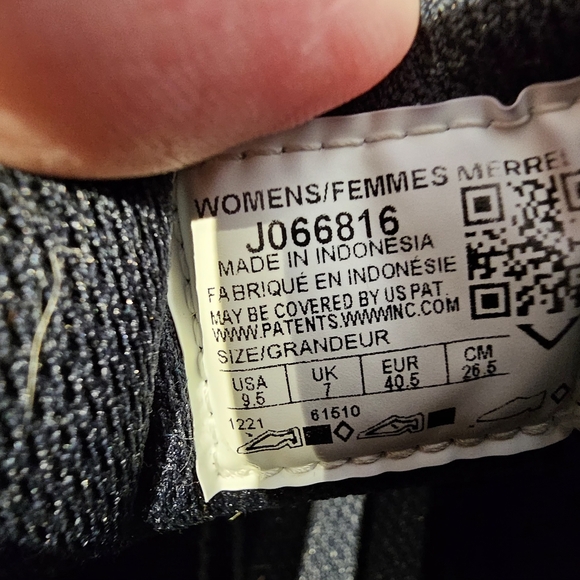 WOMENS/FEMMES MERREL
J066816
MADE IN INDONESIA
FABRIQUÉ EN INDONÉSIE
MAY BE COVERED BY US PAT.
WWW.PATENTS.WWWINC.COM
SIZE/GRANDEUR
USA UK EUR CM
9.5 7 40.5 26.5
1221 61510